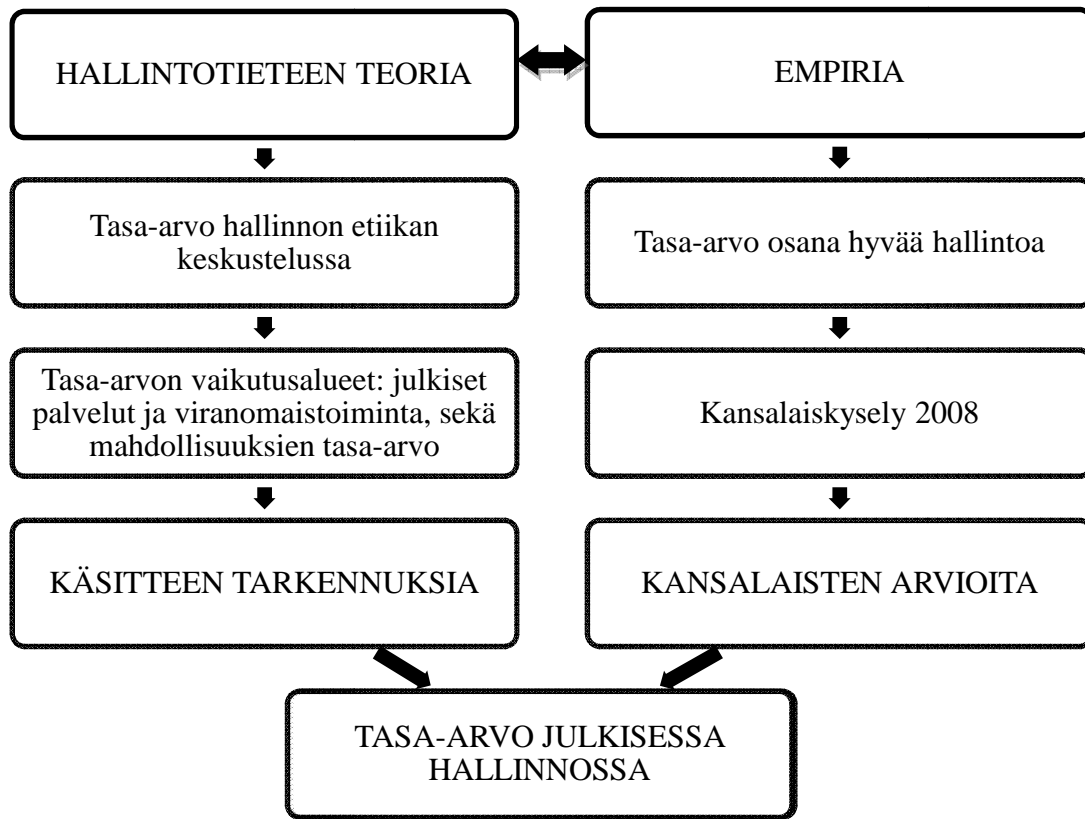 HALLINTOTIETEEN TEORIA
EMPIRIA
Tasa-arvo hallinnon etiikan
keskustelussa
Tasa-arvo osana hyvää hallintoa
Tasa-arvon vaikutusalueet: julkiset
palvelut ja viranomaistoiminta, sekä
mahdollisuuksien tasa-arvo
Kansalaiskysely 2008
KÄSITTEEN TARKENNUKSIA
KANSALAISTEN ARVIOITA
TASA-ARVO JULKISESSA
HALLINNOSSA